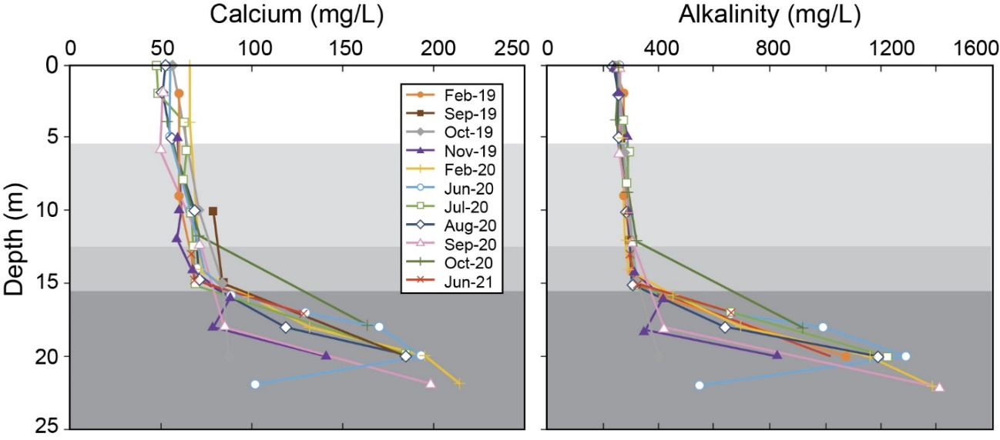 Calcium (mg/L)
Alkalinity (mg/L)
0 50 100 150 200 250
0 400 800 1200 1600
0
5
10
15
20
25
Depth (m)
Feb-19
Sep-19
Oct-19
Nov-19
Feb-20
Jun-20
Jul-20
Aug-20
Sep-20
Oct-20
Jun-21